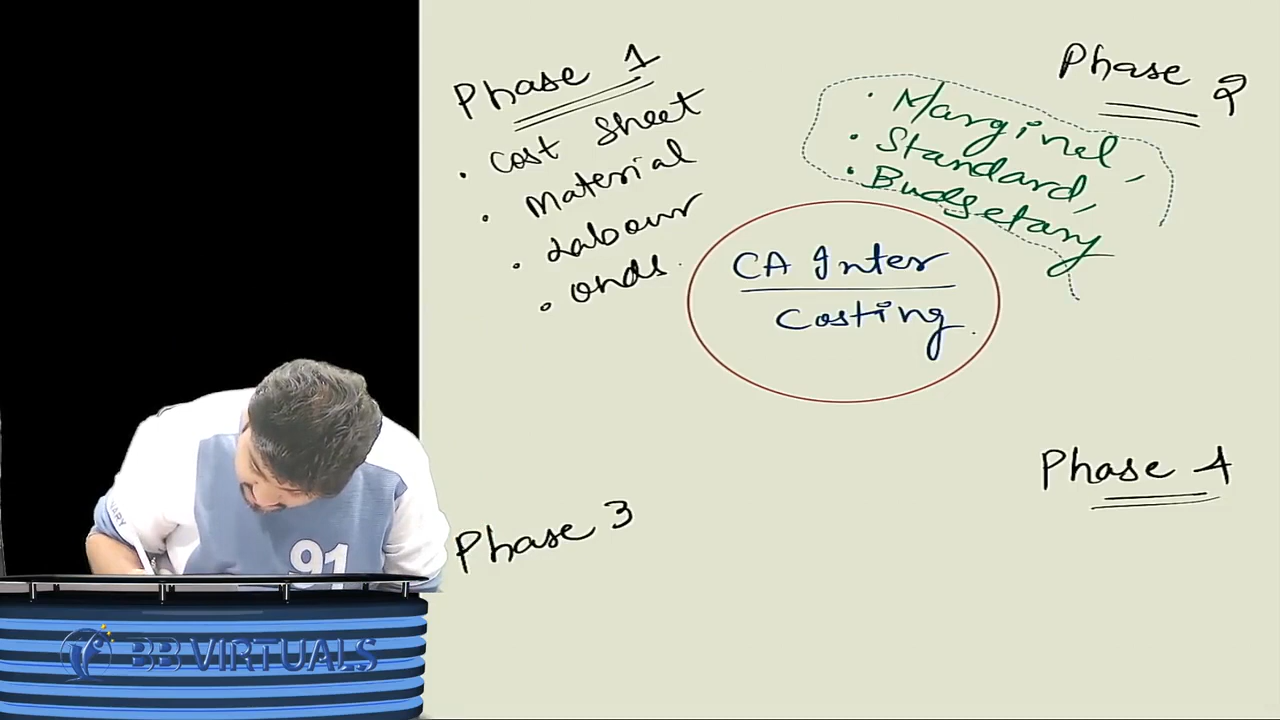 Phase 1
• Cost Sheet
• Material
• Labour
• OHDS.
Phase 2
• Marginal,
• Standard,
• Budgetary
CA Inter
Costing.
Phase 3
Phase 4
91
BB VIRTUALS